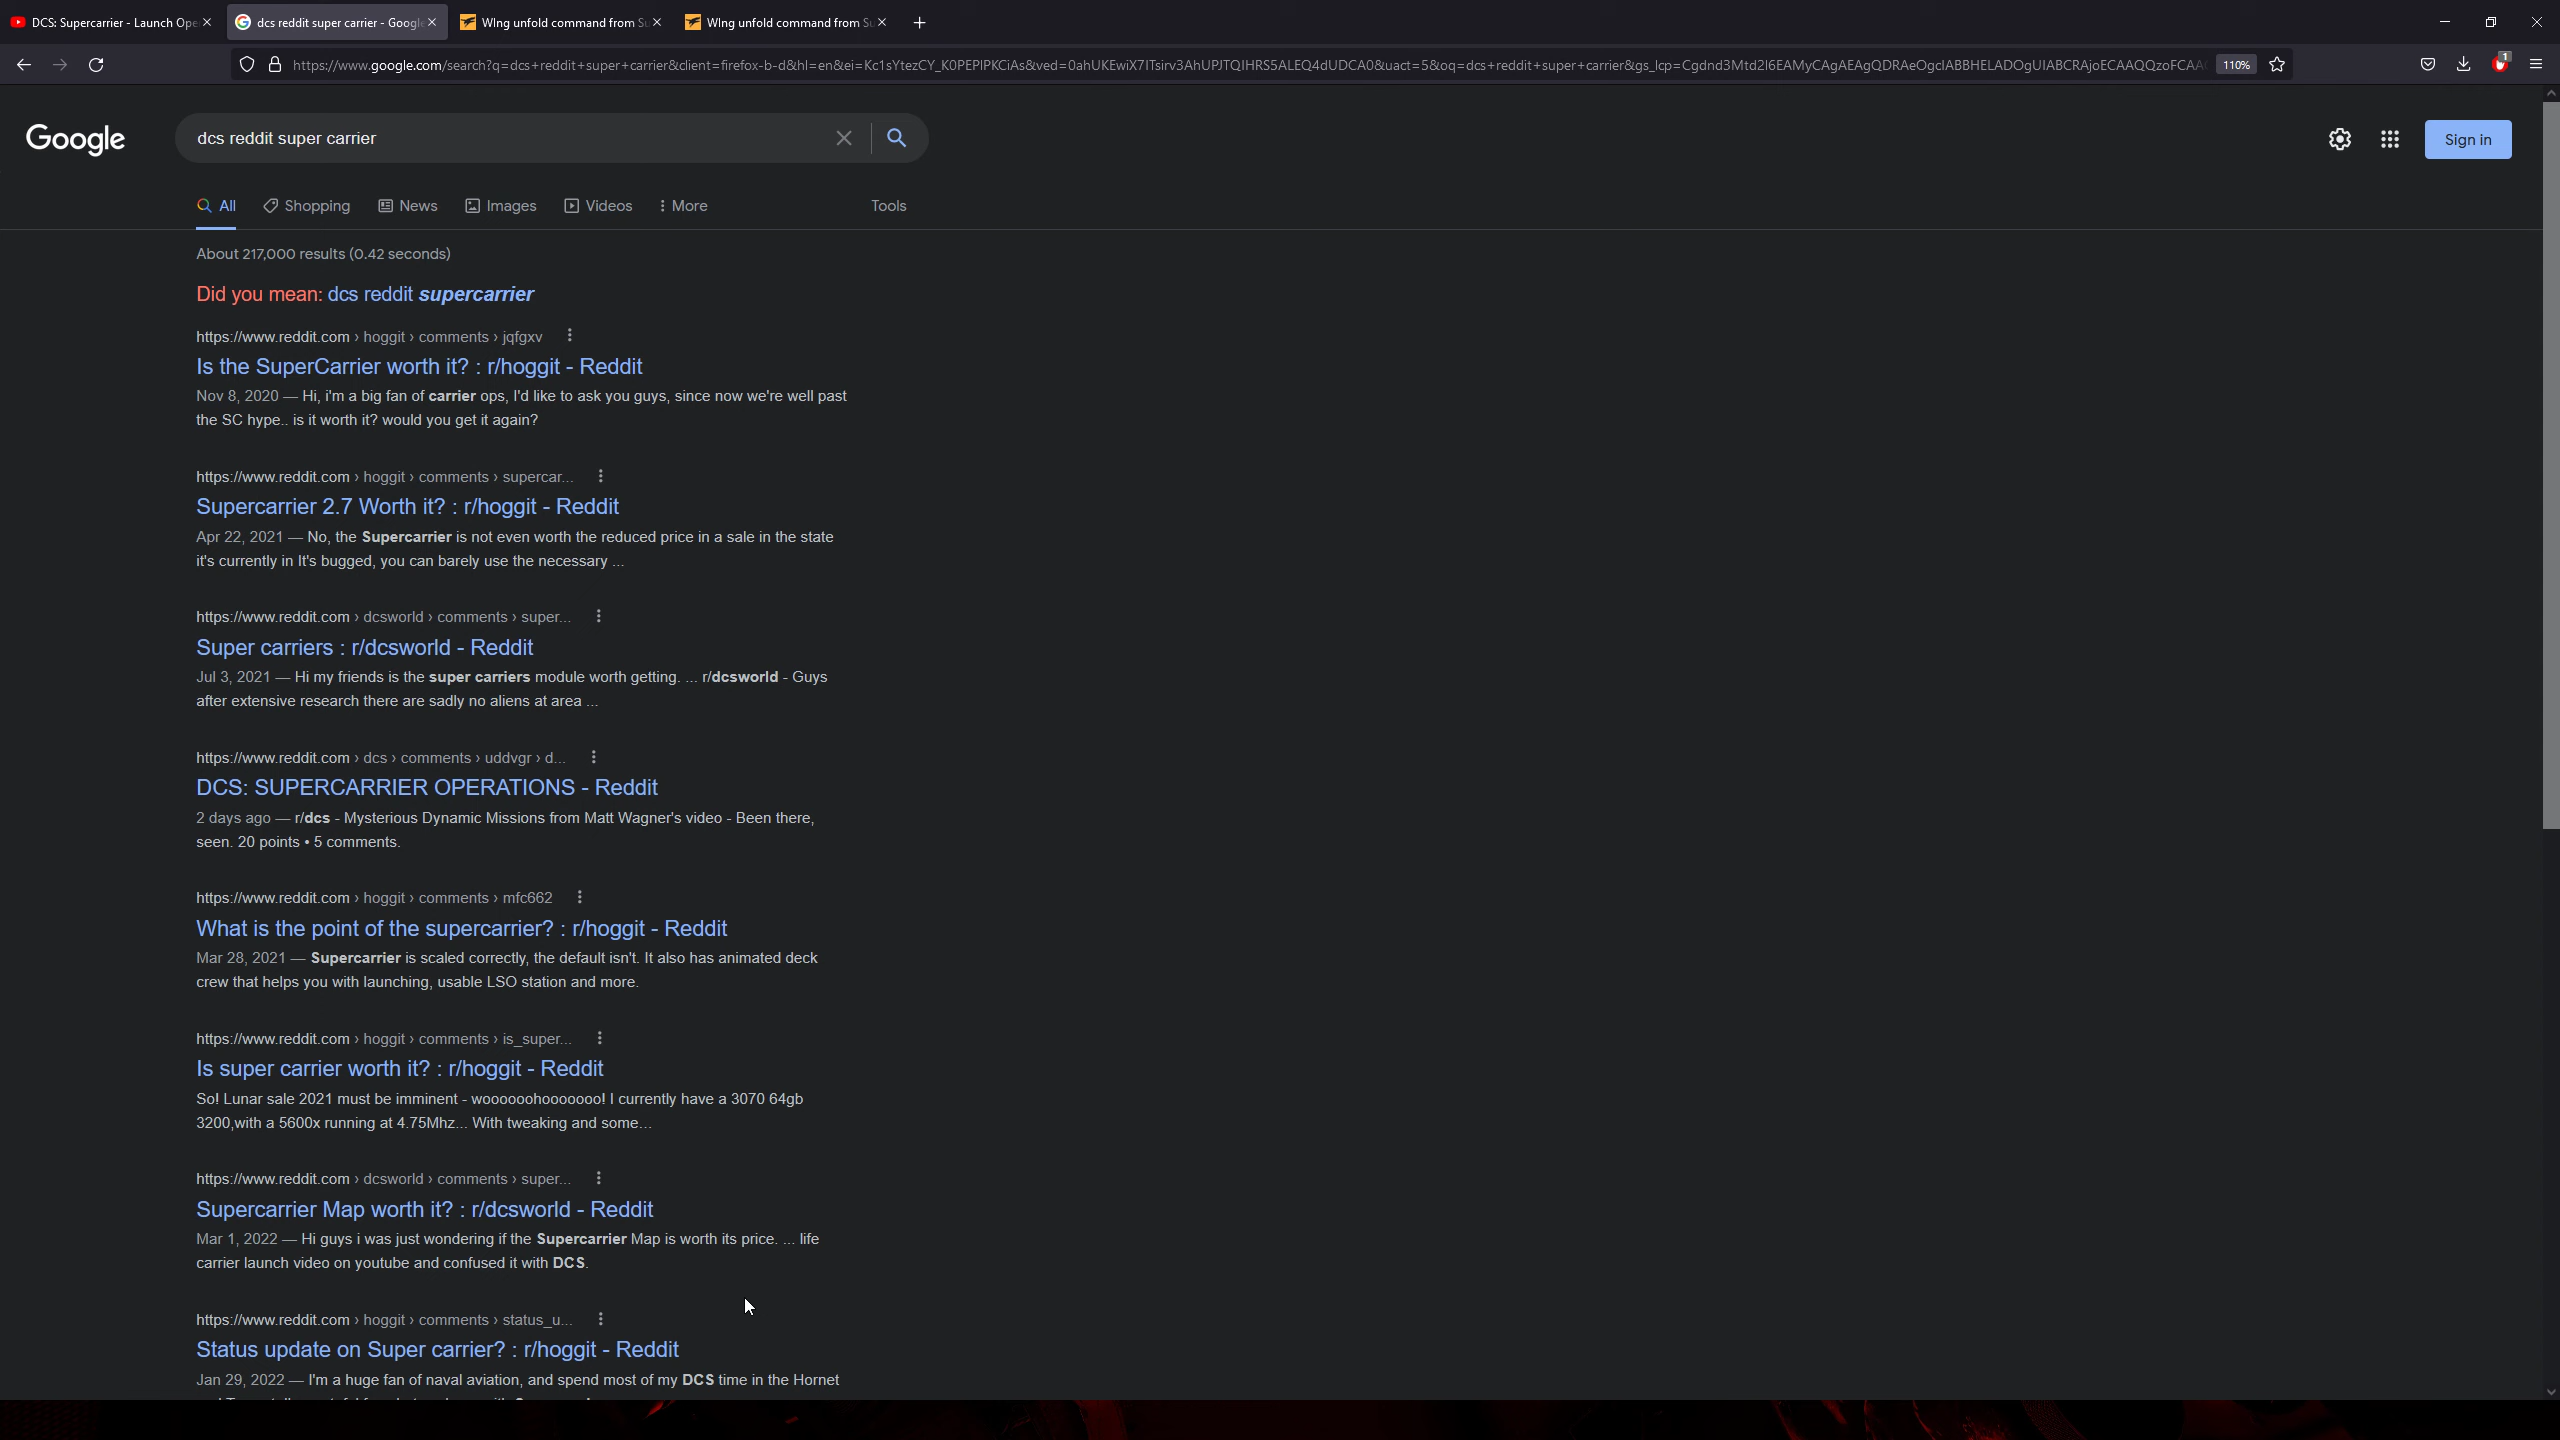 DCS: Supercarrier - Launch Ope
dcs reddit super carrier - Google
WIng unfold command from Su
WIng unfold command from Su
https://www.google.com/search?q=dcs+reddit+super+carrier&client=firefox-b-d&hl=en&ei=Kc1sYtezCY_K0PEPlPKCiAs&ved=0ahUKEwiX7ITsirv3AhUPJTQIHRS5ALEQ4dUDCA0&uact=5&oq=dcs+reddit+super+carrier&gs_lcp=Cgdnd3Mtd2l6EAMyCAgAEAgQDRAeOgcIABBHELADOgUIABCRAjoECAAQQzoFCAA
110%
1
Google
dcs reddit super carrier
Sign in
All
Shopping
News
Images
Videos
More
Tools
About 217,000 results (0.42 seconds)
Did you mean: dcs reddit supercarrier
https://www.reddit.com › hoggit › comments › jqfgxv
Is the SuperCarrier worth it? : r/hoggit - Reddit
Nov 8, 2020 — Hi, i'm a big fan of carrier ops, I'd like to ask you guys, since now we're well past
the SC hype.. is it worth it? would you get it again?
https://www.reddit.com › hoggit › comments › supercar...
Supercarrier 2.7 Worth it? : r/hoggit - Reddit
Apr 22, 2021 — No, the Supercarrier is not even worth the reduced price in a sale in the state
it's currently in It's bugged, you can barely use the necessary ...
https://www.reddit.com › dcsworld › comments › super...
Super carriers : r/dcsworld - Reddit
Jul 3, 2021 — Hi my friends is the super carriers module worth getting. ... r/dcsworld - Guys
after extensive research there are sadly no aliens at area ...
https://www.reddit.com › dcs › comments › uddvgr › d...
DCS: SUPERCARRIER OPERATIONS - Reddit
2 days ago — r/dcs - Mysterious Dynamic Missions from Matt Wagner's video - Been there,
seen. 20 points • 5 comments.
https://www.reddit.com › hoggit › comments › mfc662
What is the point of the supercarrier? : r/hoggit - Reddit
Mar 28, 2021 — Supercarrier is scaled correctly, the default isn't. It also has animated deck
crew that helps you with launching, usable LSO station and more.
https://www.reddit.com › hoggit › comments › is_super...
Is super carrier worth it? : r/hoggit - Reddit
So! Lunar sale 2021 must be imminent - woooooohooooooo! I currently have a 3070 64gb
3200,with a 5600x running at 4.75Mhz... With tweaking and some...
https://www.reddit.com › dcsworld › comments › super...
Supercarrier Map worth it? : r/dcsworld - Reddit
Mar 1, 2022 — Hi guys i was just wondering if the Supercarrier Map is worth its price. ... life
carrier launch video on youtube and confused it with DCS.
https://www.reddit.com › hoggit › comments › status_u...
Status update on Super carrier? : r/hoggit - Reddit
Jan 29, 2022 — I'm a huge fan of naval aviation, and spend most of my DCS time in the Hornet